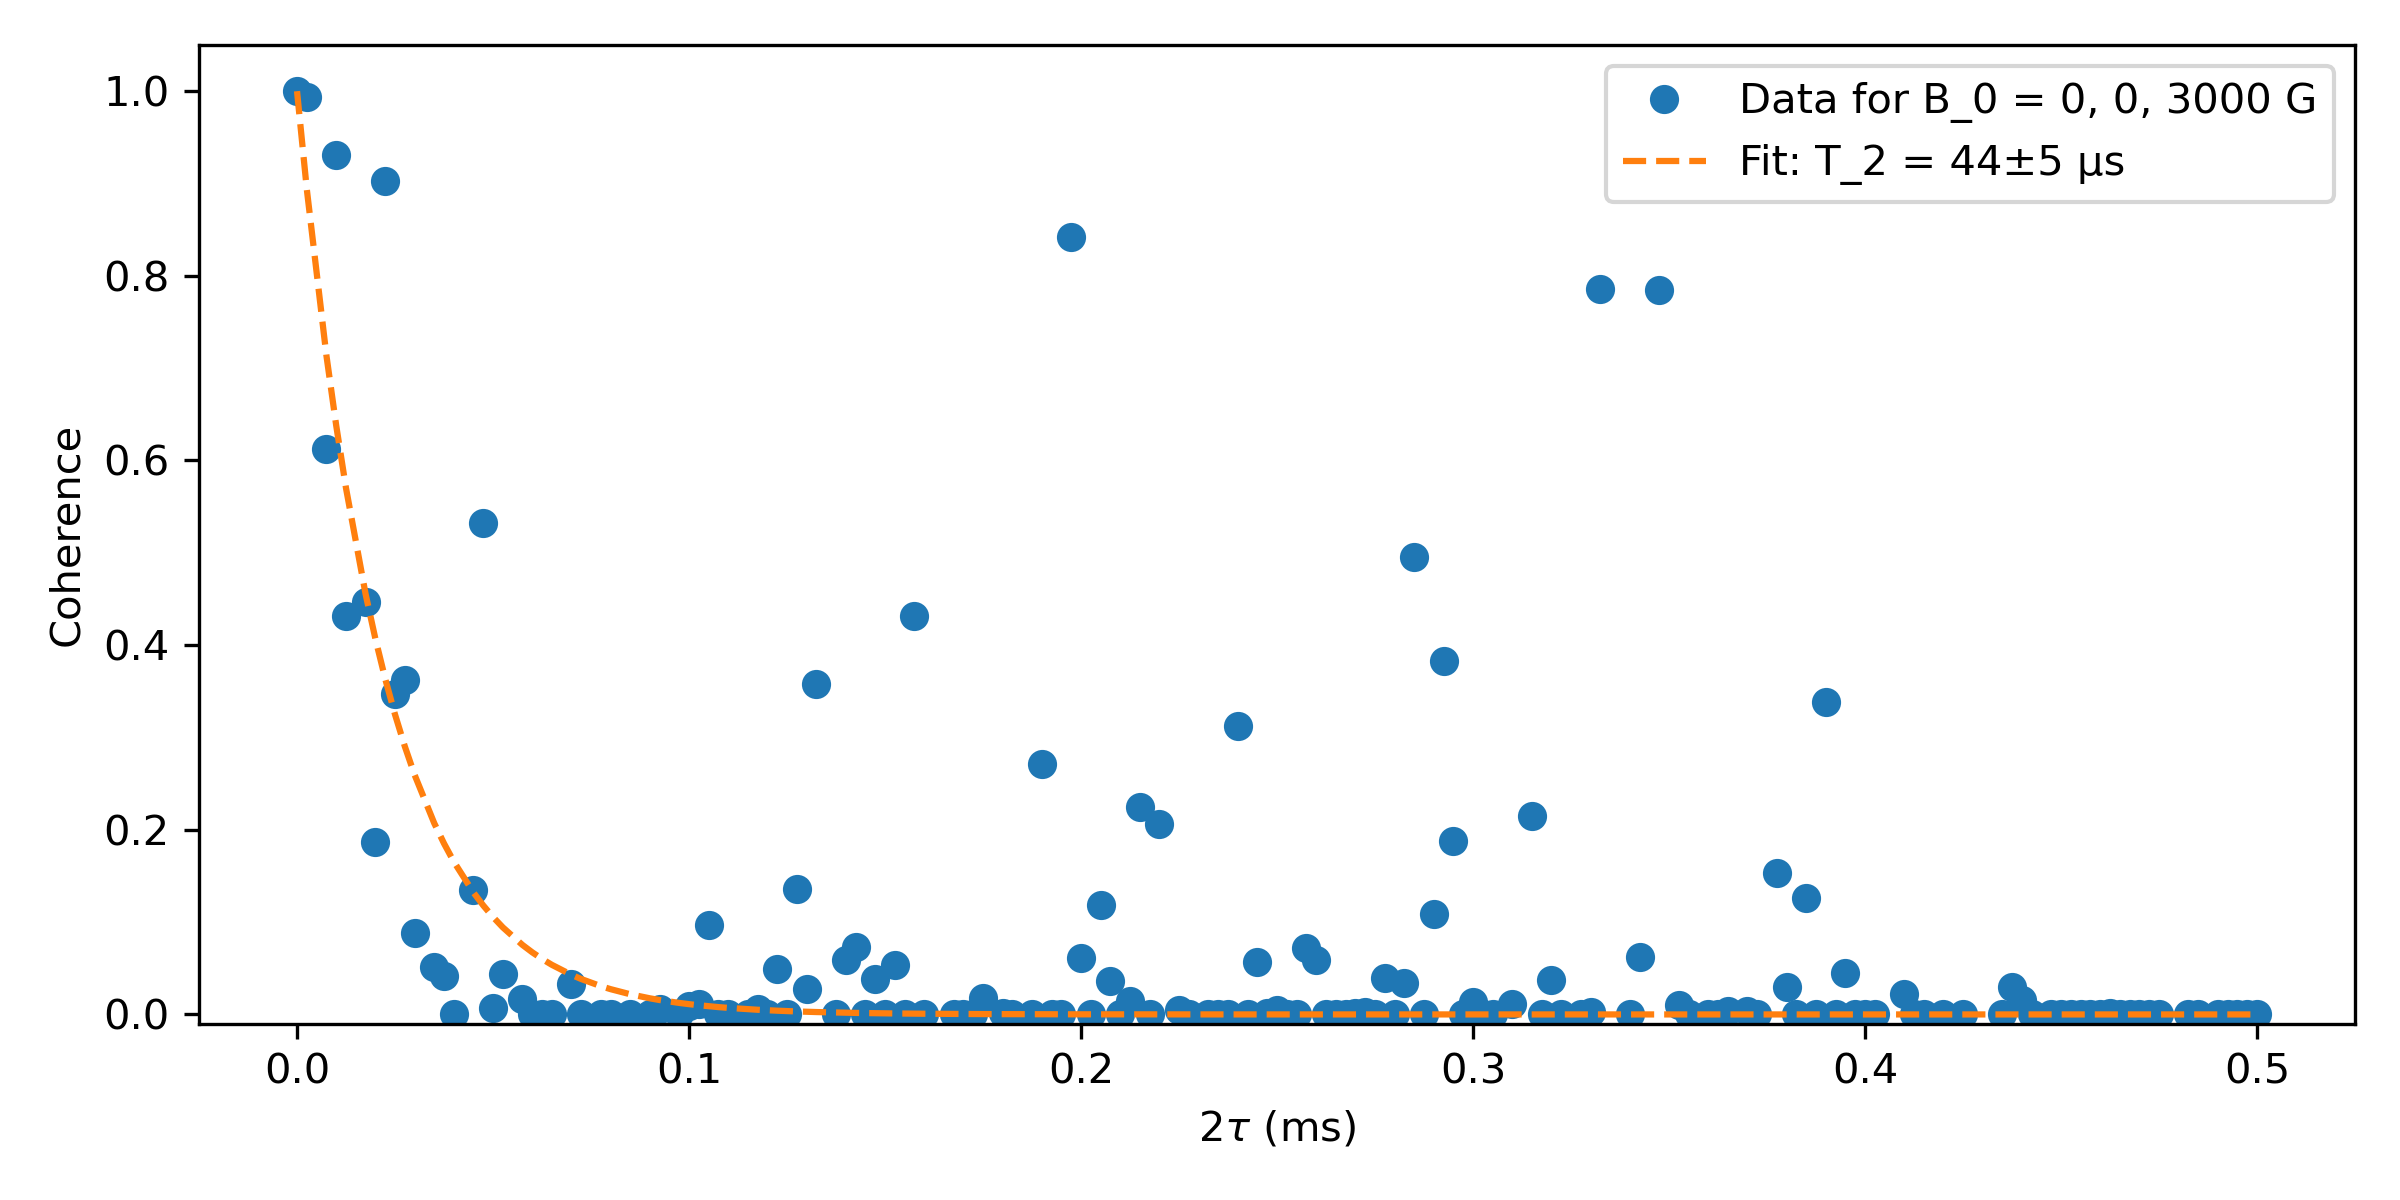 Data for B_0 = 0, 0, 3000 G
Fit: T_2 = 44±5 μs
1.0
0.8
0.6
0.4
0.2
0.0
Coherence
0.0 0.1 0.2 0.3 0.4 0.5
2τ (ms)